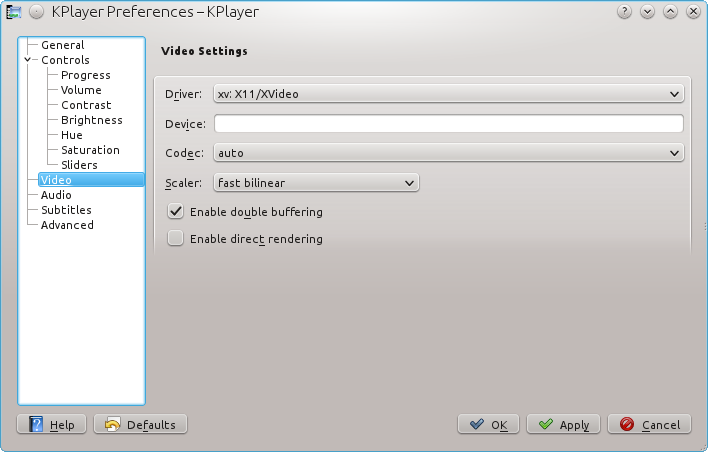 KPlayer Preferences – KPlayer
General
Controls
Progress
Volume
Contrast
Brightness
Hue
Saturation
Sliders
Video
Audio
Subtitles
Advanced
Video Settings
Driver: xv: X11/XVideo
Device:
Codec: auto
Scaler: fast bilinear
Enable double buffering
Enable direct rendering
Help Defaults OK Apply Cancel